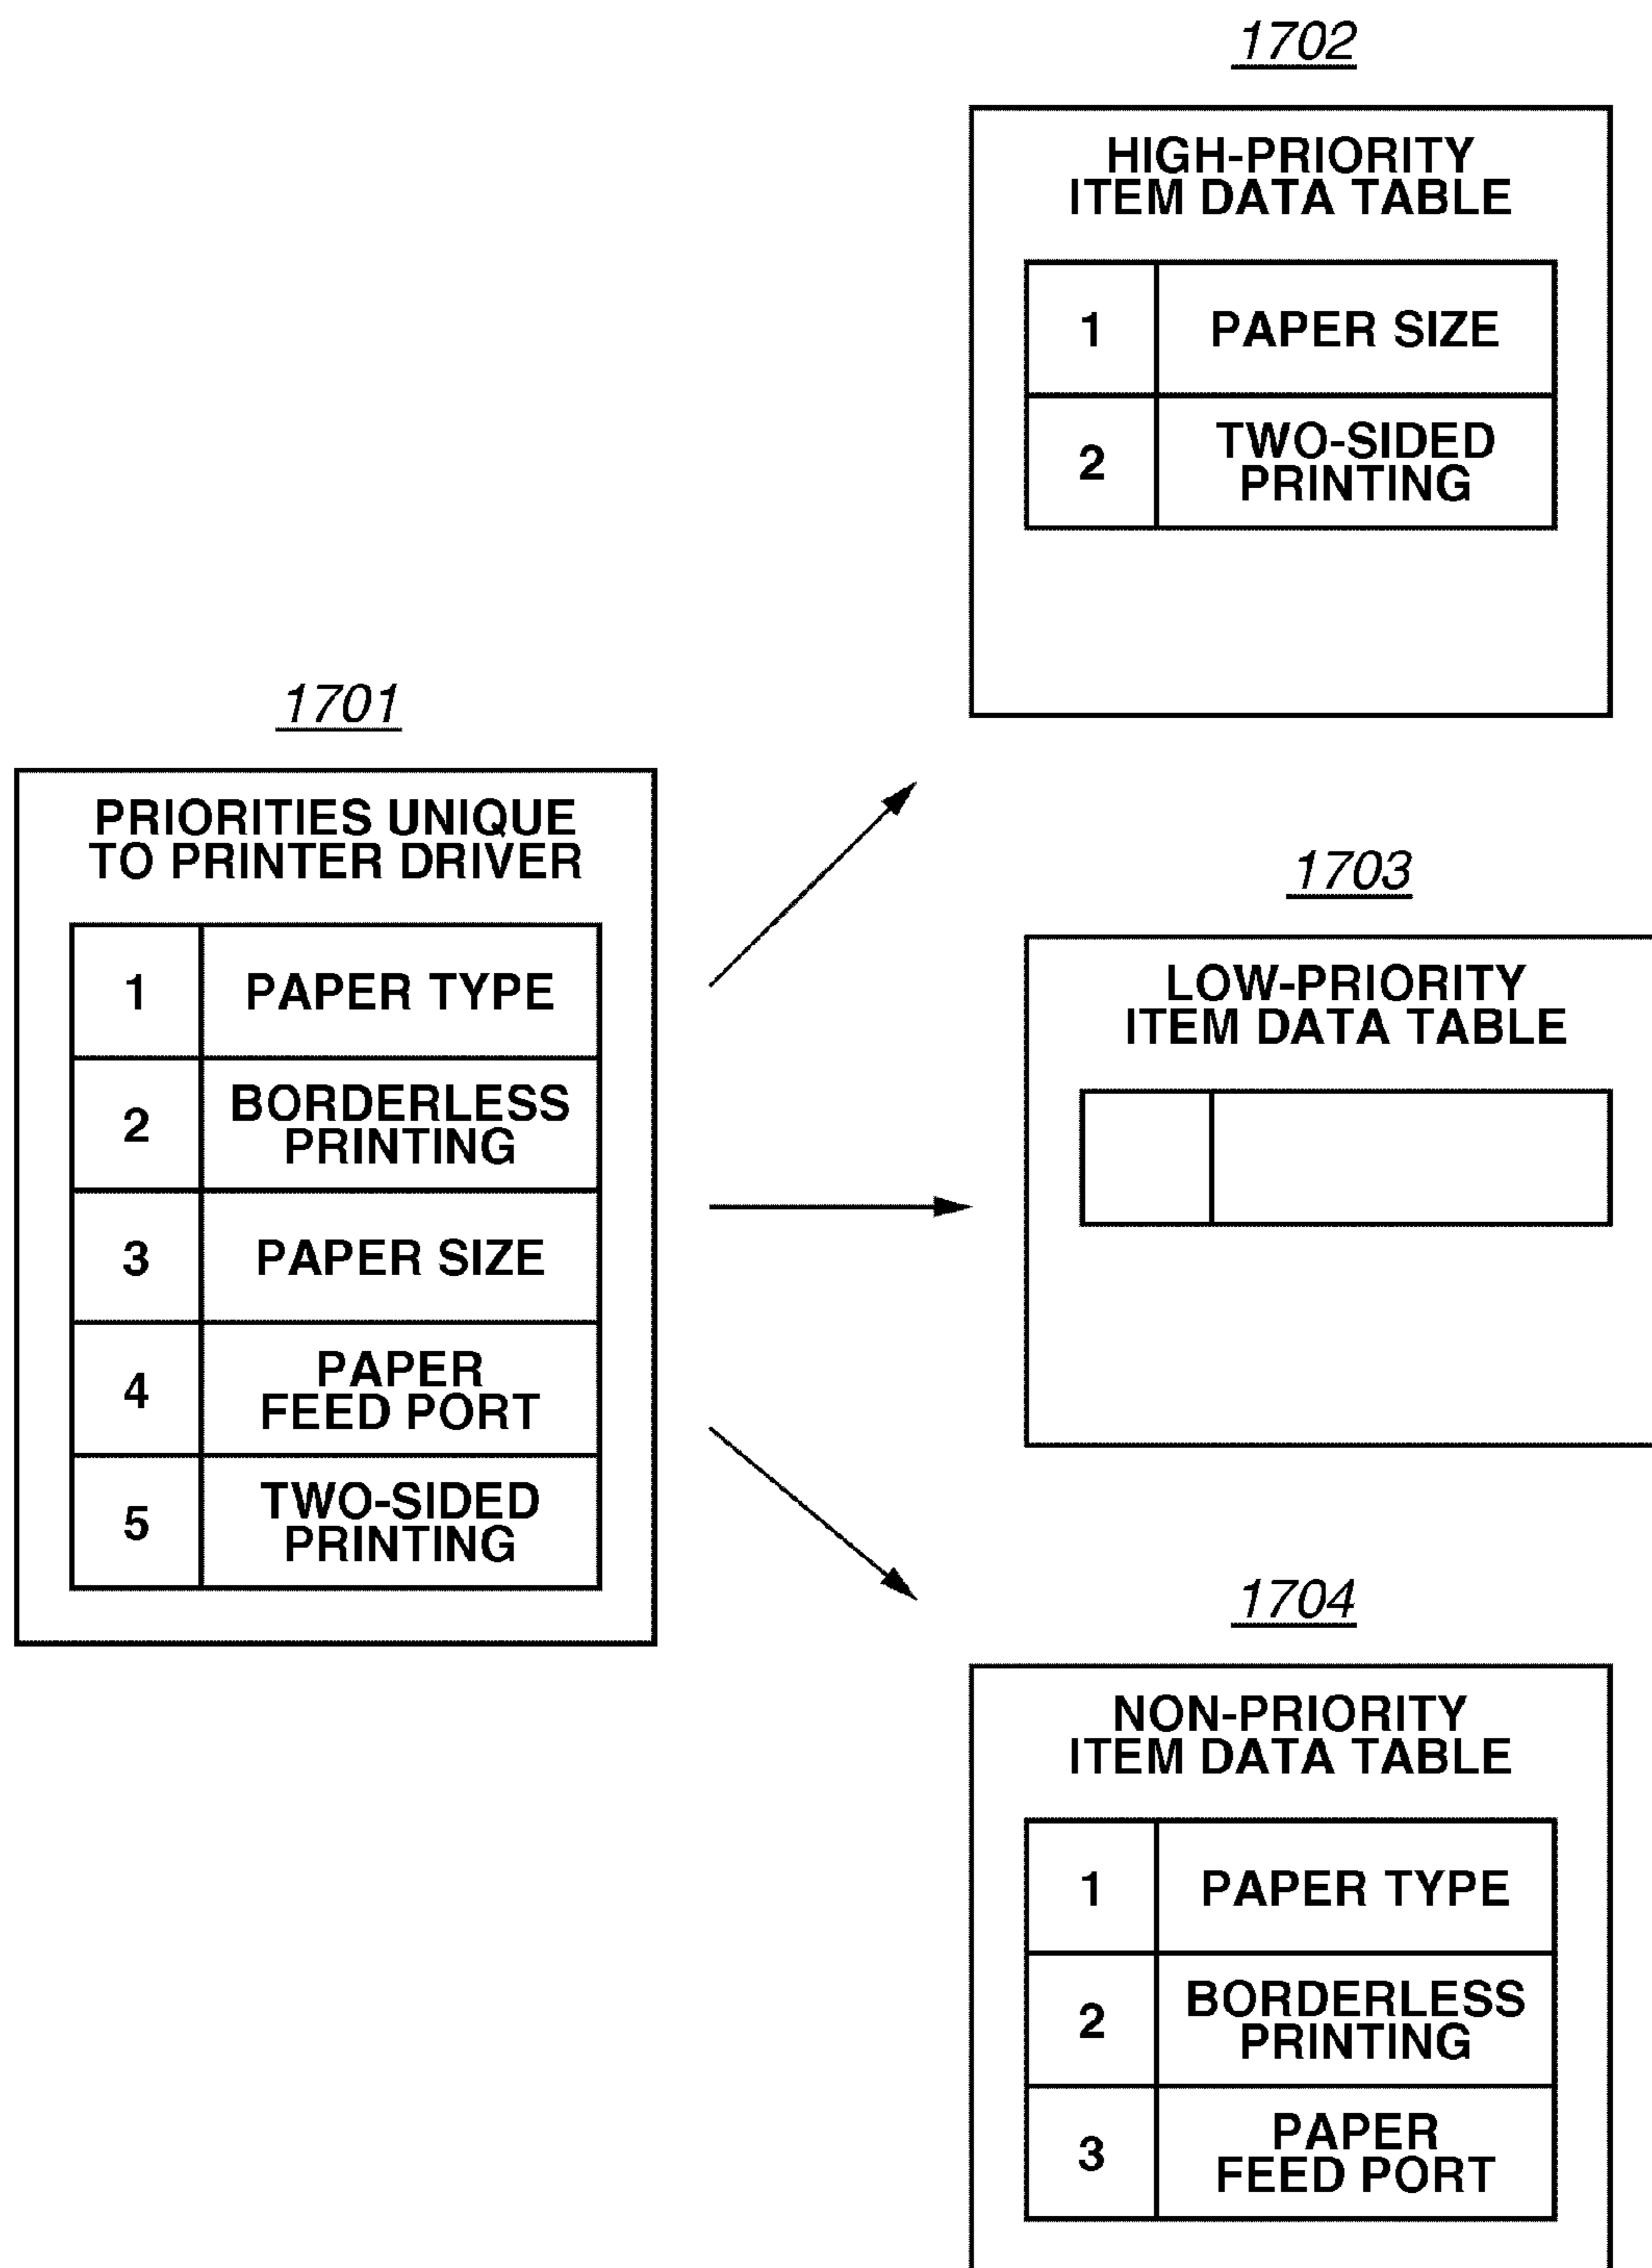 1702
HIGH-PRIORITY
ITEM DATA TABLE
1 PAPER SIZE
2 TWO-SIDED
PRINTING
1701
PRIORITIES UNIQUE
TO PRINTER DRIVER
1 PAPER TYPE
2 BORDERLESS
PRINTING
3 PAPER SIZE
4 PAPER
FEED PORT
5 TWO-SIDED
PRINTING
1703
LOW-PRIORITY
ITEM DATA TABLE
1704
NON-PRIORITY
ITEM DATA TABLE
1 PAPER TYPE
2 BORDERLESS
PRINTING
3 PAPER
FEED PORT